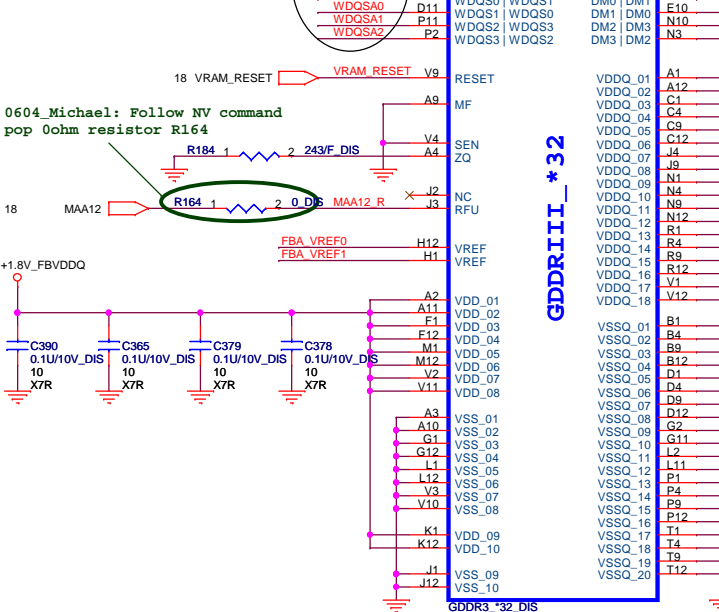 WDQSA0 D11 WDQS0 | WDQS1 DM0 | DM1
WDQSA1 P11 WDQS1 | WDQS0 DM1 | DM0 E10
WDQSA2 P2 WDQS2 | WDQS3 DM2 | DM3 N10
WDQS3 | WDQS2 DM3 | DM2 N3
18 VRAM_RESET VRAM_RESET V9 RESET
0604_Michael: Follow NV command
pop 0ohm resistor R164
A9 MF
V4 SEN
R184 1 2 243/F_DIS A4 ZQ
J2 NC
18 MAA12 R164 1 2 0_DIS MAA12_R J3 RFU
FBA_VREF0 H12 VREF
FBA_VREF1 H1 VREF
+1.8V_FBVDDQ
A2 VDD_01
A11 VDD_02
F1 VDD_03
F12 VDD_04
M1 VDD_05
M12 VDD_06
V2 VDD_07
V11 VDD_08
C390
0.1U/10V_DIS
10
X7R
C365
0.1U/10V_DIS
10
X7R
C379
0.1U/10V_DIS
10
X7R
C378
0.1U/10V_DIS
10
X7R
A3 VSS_01
A10 VSS_02
G1 VSS_03
G12 VSS_04
L1 VSS_05
L12 VSS_06
V3 VSS_07
V10 VSS_08
K1 VDD_09
K12 VDD_10
J1 VSS_09
J12 VSS_10
GDDRIII_*32
VDDQ_01 A1
VDDQ_02 A12
VDDQ_03 C1
VDDQ_04 C4
VDDQ_05 C9
VDDQ_06 C12
VDDQ_07 J4
VDDQ_08 J9
VDDQ_09 N1
VDDQ_10 N4
VDDQ_11 N9
VDDQ_12 N12
VDDQ_13 R1
VDDQ_14 R4
VDDQ_15 R9
VDDQ_16 R12
VDDQ_17 V1
VDDQ_18 V12
VSSQ_01 B1
VSSQ_02 B4
VSSQ_03 B9
VSSQ_04 B12
VSSQ_05 D1
VSSQ_06 D4
VSSQ_07 D9
VSSQ_08 D12
VSSQ_09 G2
VSSQ_10 G11
VSSQ_11 L2
VSSQ_12 L11
VSSQ_13 P1
VSSQ_14 P4
VSSQ_15 P9
VSSQ_16 P12
VSSQ_17 T1
VSSQ_18 T4
VSSQ_19 T9
VSSQ_20 T12
GDDR3_*32_DIS